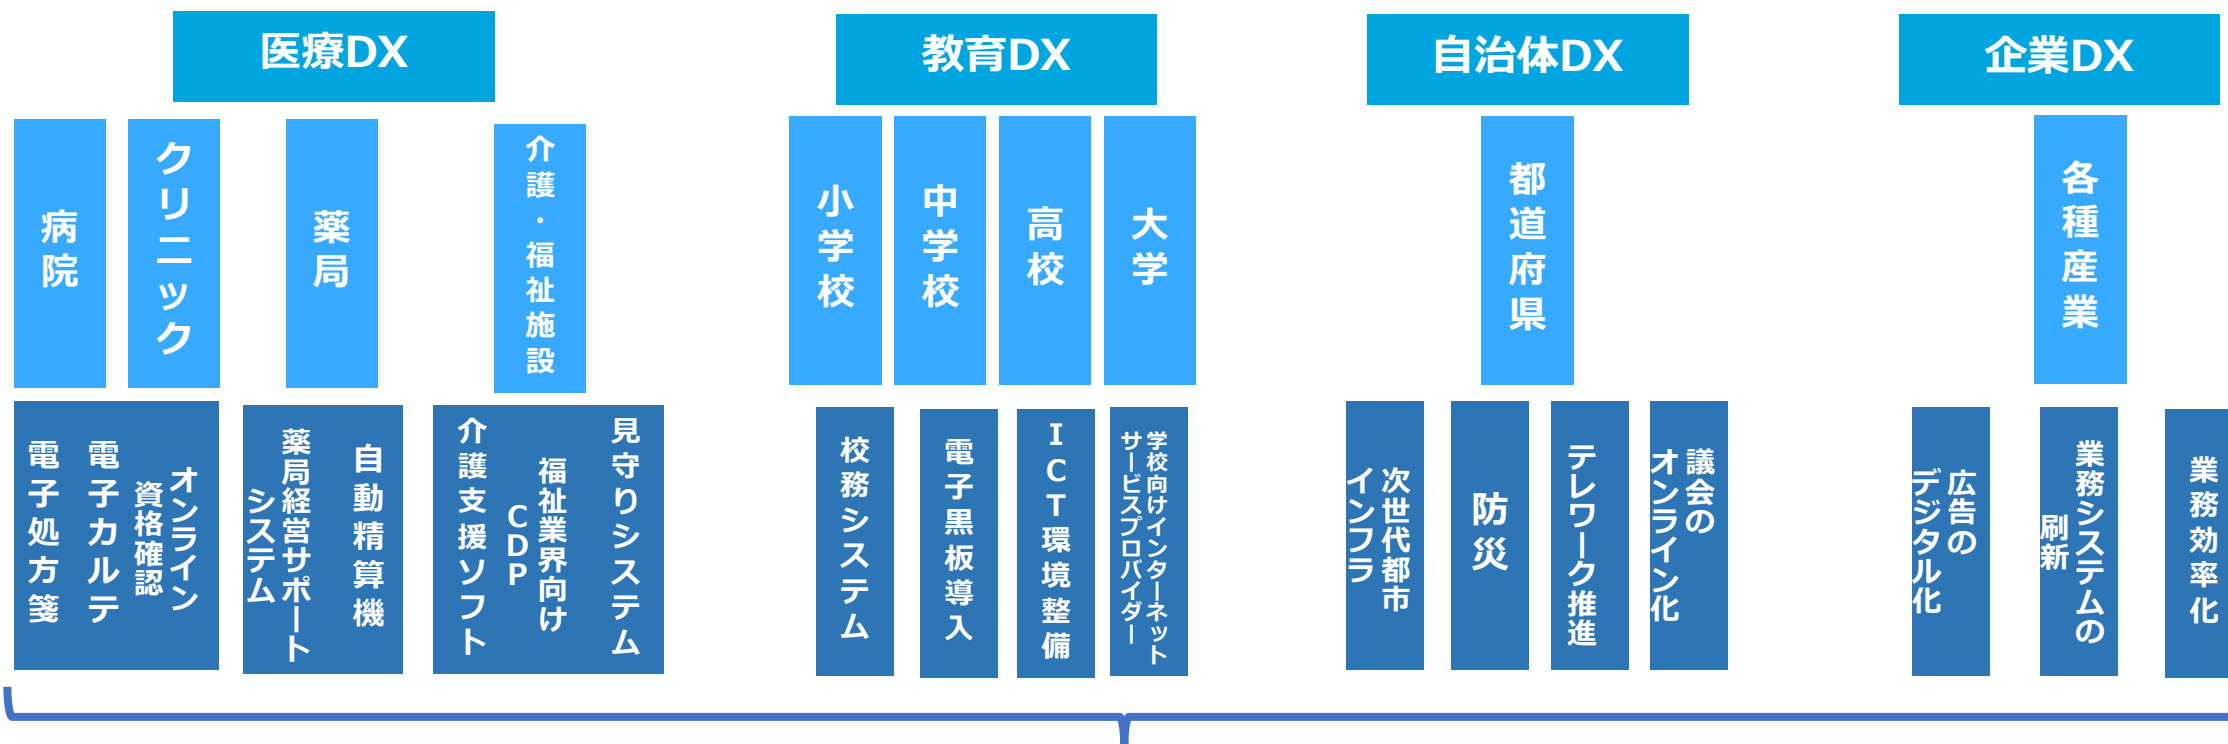 医療DX
教育DX
自治体DX
企業DX
病院
クリニック
薬局
介護・福祉施設
小学校
中学校
高校
大学
都道府県
各種産業
電子処方箋
電子カルテ
オンライン
資格確認
薬局経営サポート
システム
自動精算機
介護支援ソフト
福祉業界向け
CDP
見守りシステム
校務システム
電子黒板導入
ICT環境整備
学校向けインターネット
サービスプロバイダー
次世代都市
インフラ
防災
テレワーク推進
議会の
オンライン化
広告の
デジタル化
業務システムの
刷新
業務効率化